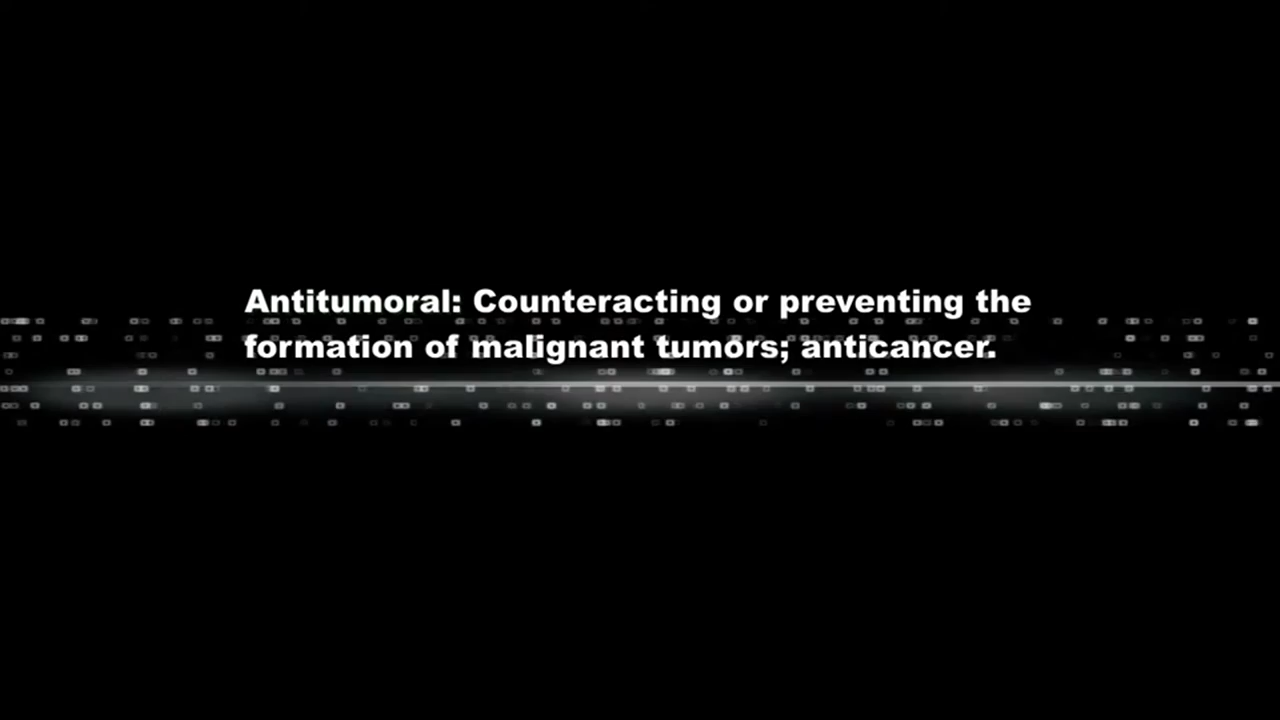 Antitumoral: Counteracting or preventing the
formation of malignant tumors; anticancer.